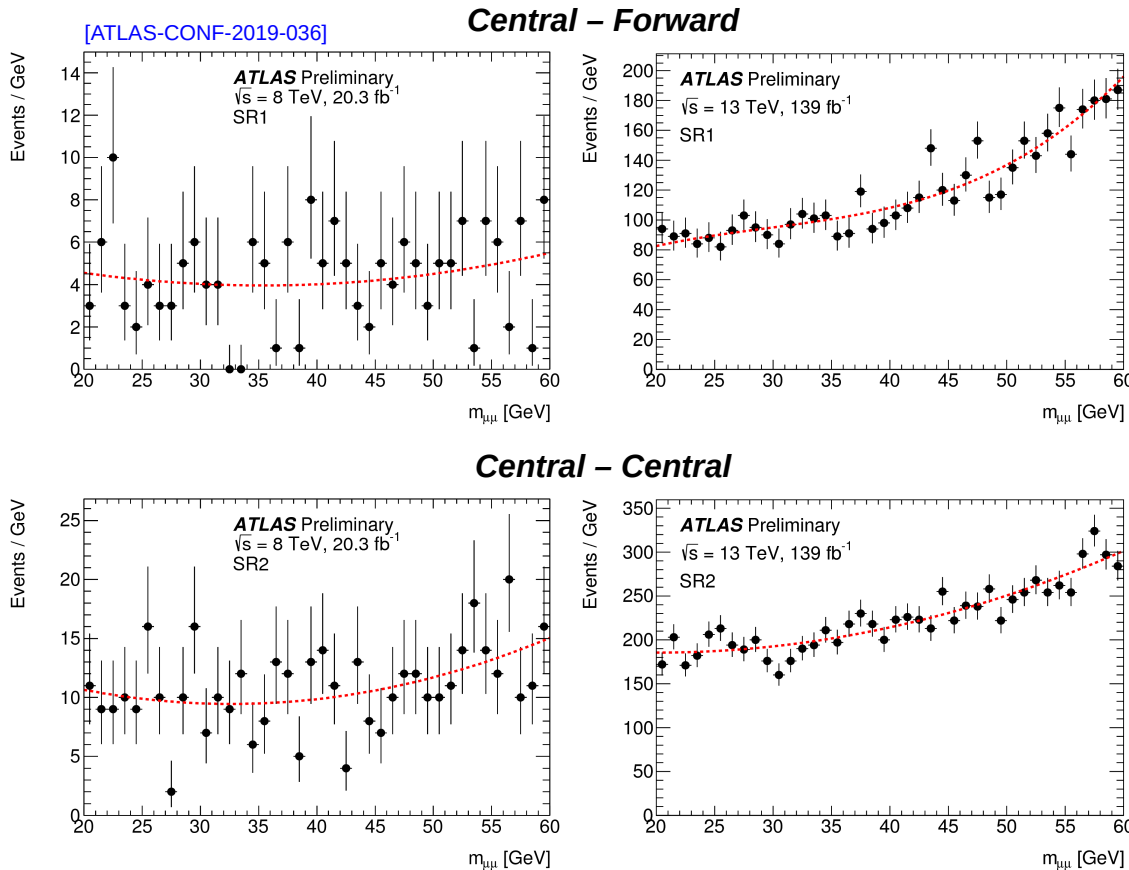 Central – Forward
[ATLAS-CONF-2019-036]
Events / GeV
14
12
10
8
6
4
2
0
ATLAS Preliminary
√s = 8 TeV, 20.3 fb⁻¹
SR1
20 25 30 35 40 45 50 55 60
mμμ [GeV]
Events / GeV
200
180
160
140
120
100
80
60
40
20
0
ATLAS Preliminary
√s = 13 TeV, 139 fb⁻¹
SR1
20 25 30 35 40 45 50 55 60
mμμ [GeV]
Central – Central
Events / GeV
25
20
15
10
5
0
ATLAS Preliminary
√s = 8 TeV, 20.3 fb⁻¹
SR2
20 25 30 35 40 45 50 55 60
mμμ [GeV]
Events / GeV
350
300
250
200
150
100
50
0
ATLAS Preliminary
√s = 13 TeV, 139 fb⁻¹
SR2
20 25 30 35 40 45 50 55 60
mμμ [GeV]